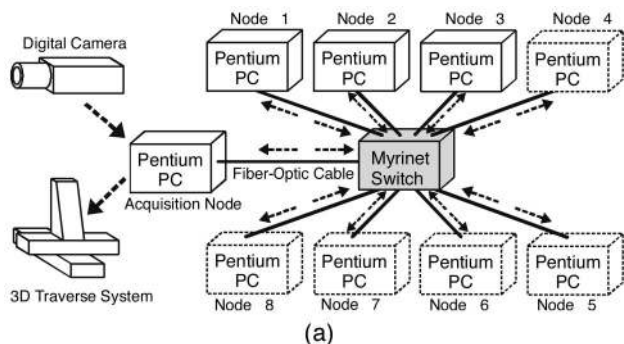 Digital Camera
Node 1
Node 2
Node 3
Node 4
Pentium
PC
Pentium
PC
Pentium
PC
Pentium
PC
Pentium
PC
Acquisition Node
Fiber-Optic Cable
Myrinet
Switch
3D Traverse System
Pentium
PC
Pentium
PC
Pentium
PC
Pentium
PC
Node 8
Node 7
Node 6
Node 5
(a)